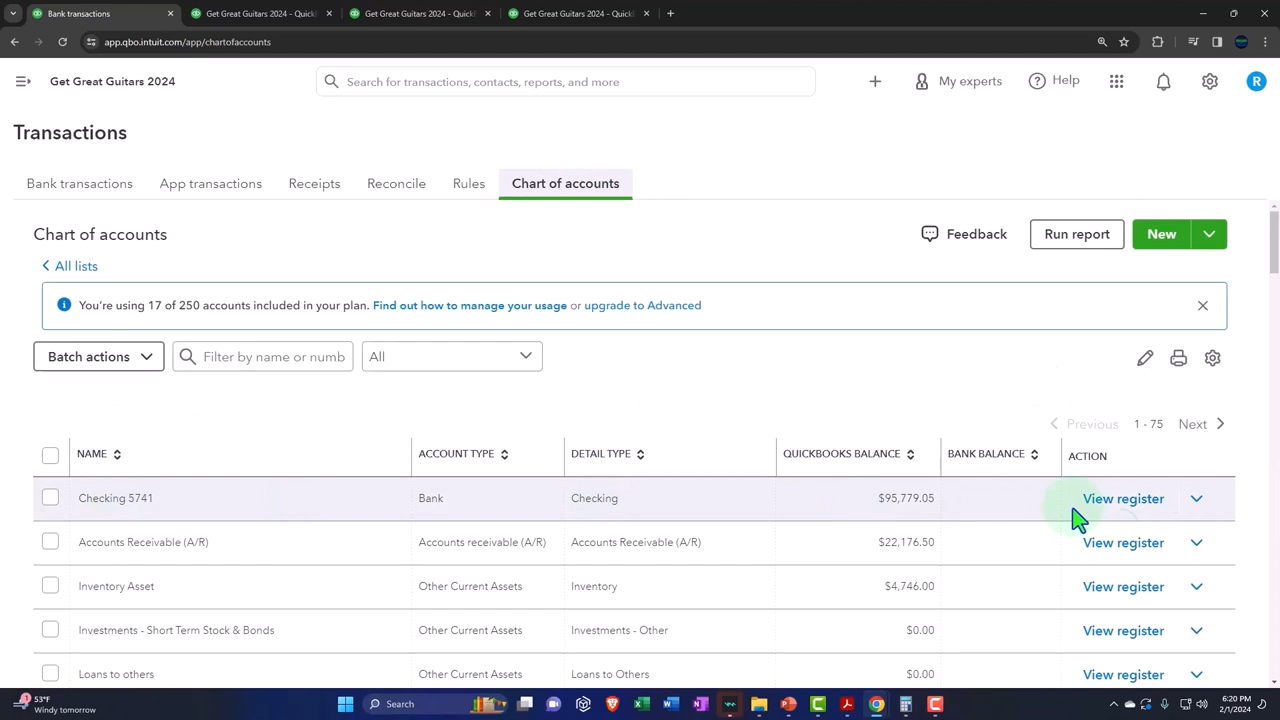 Bank transactions
Get Great Guitars 2024 - QuickB
Get Great Guitars 2024 - QuickB
Get Great Guitars 2024 - QuickB
app.qbo.intuit.com/app/chartofaccounts
Get Great Guitars 2024
Search for transactions, contacts, reports, and more
My experts
Help
R
Transactions
Bank transactions
App transactions
Receipts
Reconcile
Rules
Chart of accounts
Chart of accounts
Feedback
Run report
New
All lists
You're using 17 of 250 accounts included in your plan. Find out how to manage your usage or upgrade to Advanced
Batch actions
Filter by name or numb
All
Previous 1 - 75 Next
NAME ACCOUNT TYPE DETAIL TYPE QUICKBOOKS BALANCE BANK BALANCE ACTION
Checking 5741 Bank Checking $95,779.05 View register
Accounts Receivable (A/R) Accounts receivable (A/R) Accounts Receivable (A/R) $22,176.50 View register
Inventory Asset Other Current Assets Inventory $4,746.00 View register
Investments - Short Term Stock & Bonds Other Current Assets Investments - Other $0.00 View register
Loans to others Other Current Assets Loans to Others $0.00 View register
53°F
Windy tomorrow
Search
6:20 PM
2/1/2024